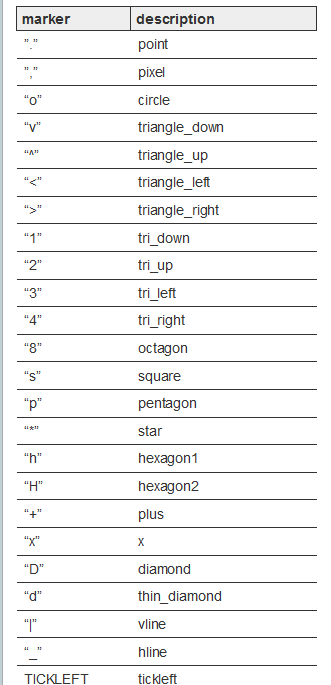 marker description
"." point
"," pixel
“o” circle
“v” triangle_down
“^” triangle_up
“<” triangle_left
“>” triangle_right
“1” tri_down
“2” tri_up
“3” tri_left
“4” tri_right
“8” octagon
“s” square
“p” pentagon
“*” star
“h” hexagon1
“H” hexagon2
“+” plus
“x” x
“D” diamond
“d” thin_diamond
“|” vline
“_” hline
TICKLEFT tickleft